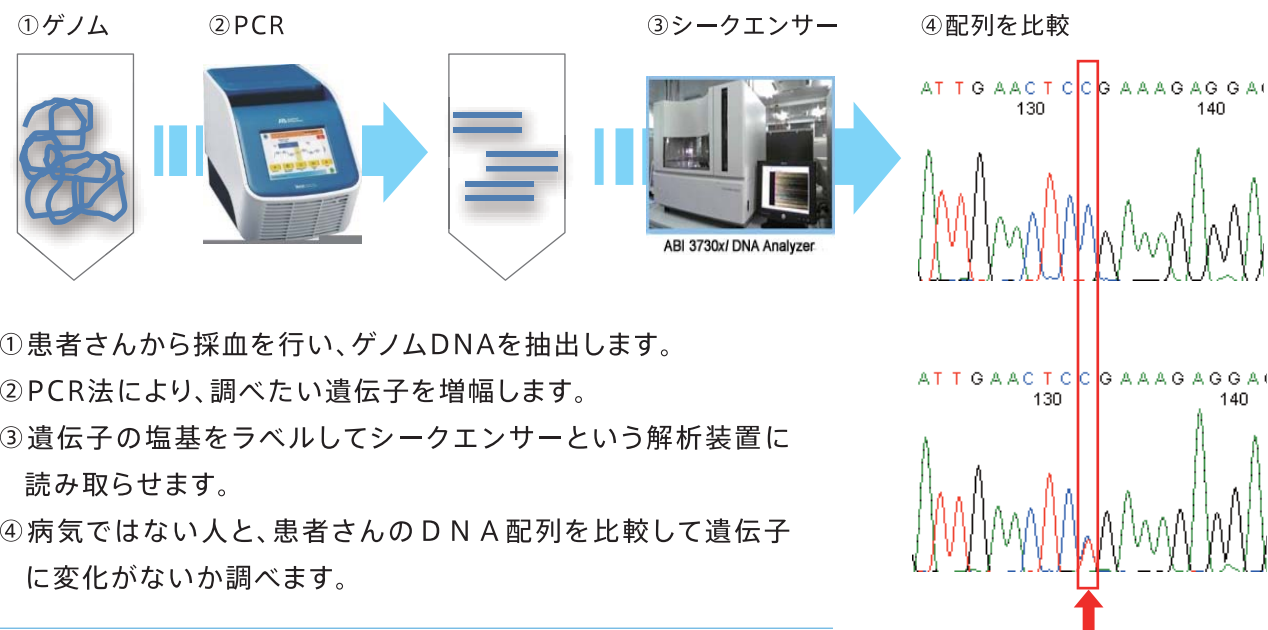 ①ゲノム
②PCR
③シークエンサー
④配列を比較
ATTGAACTCCGAAAGAGGA
130 140
ABI 3730xl DNA Analyzer
ATTGAACTCCGAAAGAGGA
130 140
①患者さんから採血を行い、ゲノムDNAを抽出します。
②PCR法により、調べたい遺伝子を増幅します。
③遺伝子の塩基をラベルしてシークエンサーという解析装置に
読み取らせます。
④病気ではない人と、患者さんのDNA配列を比較して遺伝子
に変化がないか調べます。